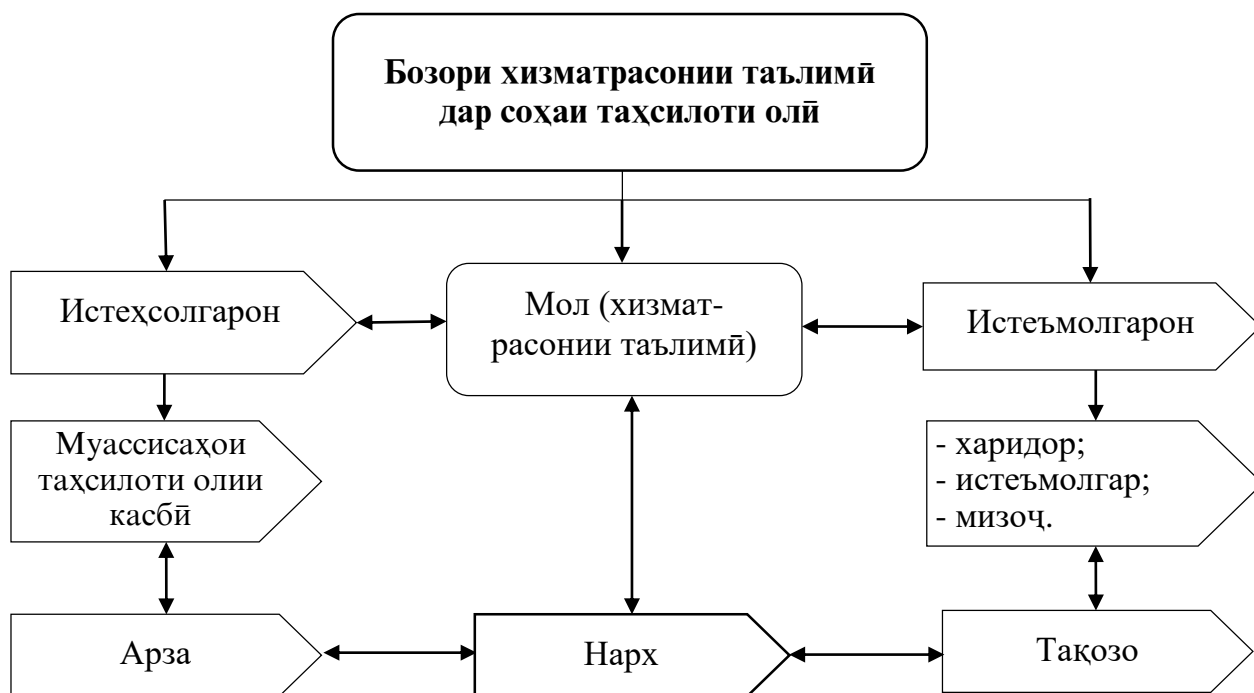 Бозори хизматрасонии таълимӣ
дар соҳаи таҳсилоти олӣ
Истеҳсолгарон
Мол (хизмат-
расонии таълимӣ)
Истеъмолгарон
Муассисаҳои
таҳсилоти олии
касбӣ
- харидор;
- истеъмолгар;
- мизоҷ.
Арза
Нарх
Тақозо